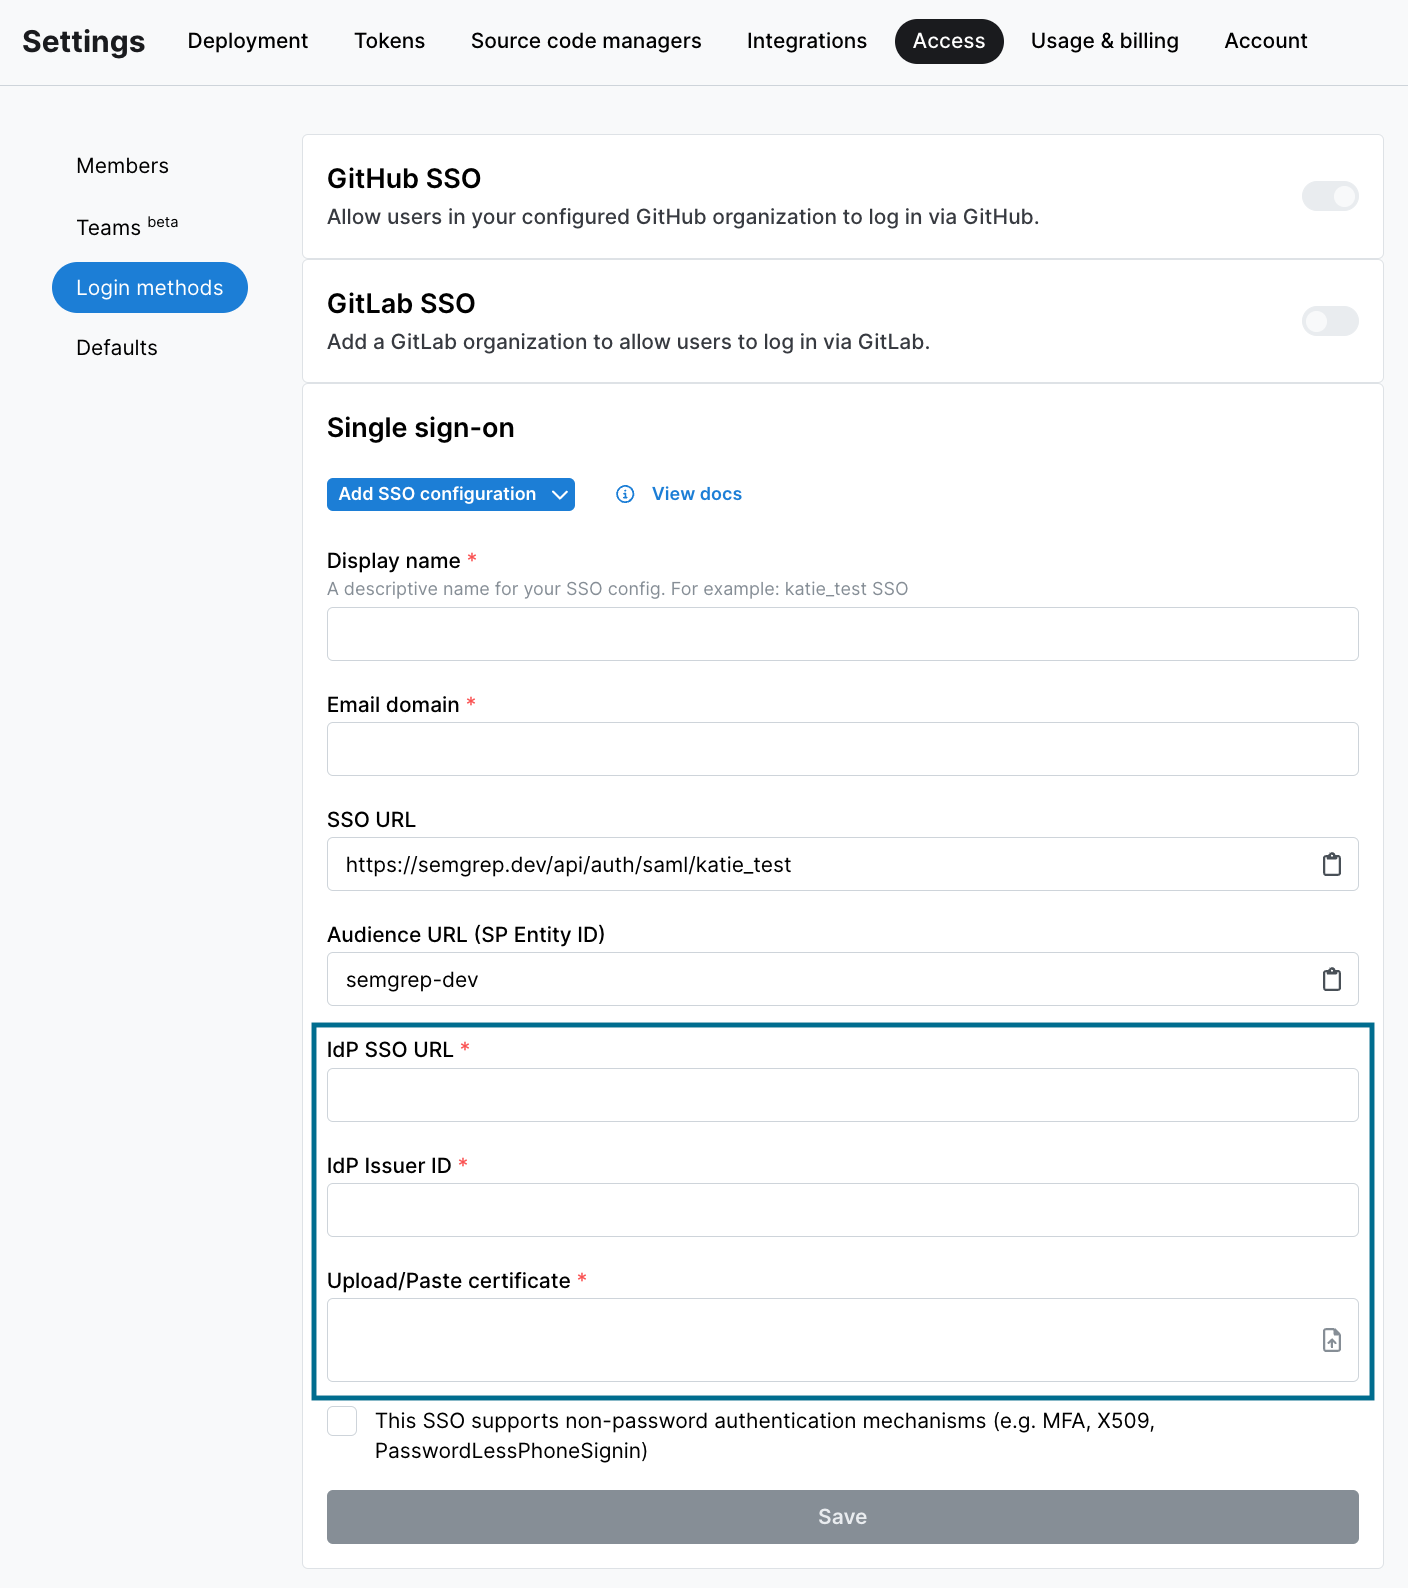 Settings Deployment Tokens Source code managers Integrations Access Usage & billing Account
Members
Teams beta
Login methods
Defaults
GitHub SSO
Allow users in your configured GitHub organization to log in via GitHub.
GitLab SSO
Add a GitLab organization to allow users to log in via GitLab.
Single sign-on
Add SSO configuration View docs
Display name *
A descriptive name for your SSO config. For example: katie_test SSO
Email domain *
SSO URL
https://semgrep.dev/api/auth/saml/katie_test
Audience URL (SP Entity ID)
semgrep-dev
IdP SSO URL *
IdP Issuer ID *
Upload/Paste certificate *
This SSO supports non-password authentication mechanisms (e.g. MFA, X509,
PasswordLessPhoneSignin)
Save